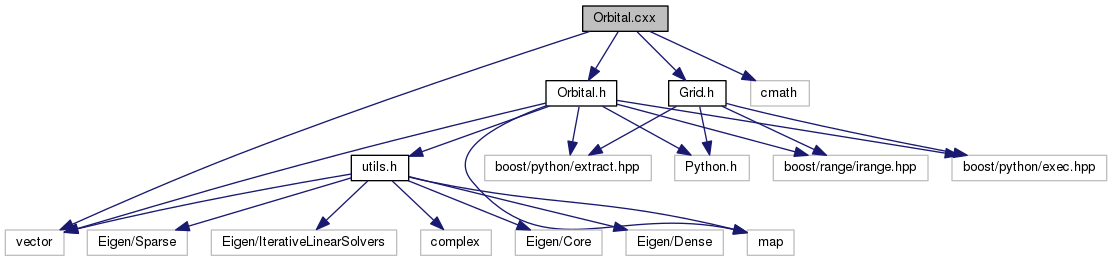 Orbital.cxx
Orbital.h
Grid.h
cmath
utils.h
boost/python/extract.hpp
Python.h
boost/range/irange.hpp
boost/python/exec.hpp
vector
Eigen/Sparse
Eigen/IterativeLinearSolvers
complex
Eigen/Core
Eigen/Dense
map